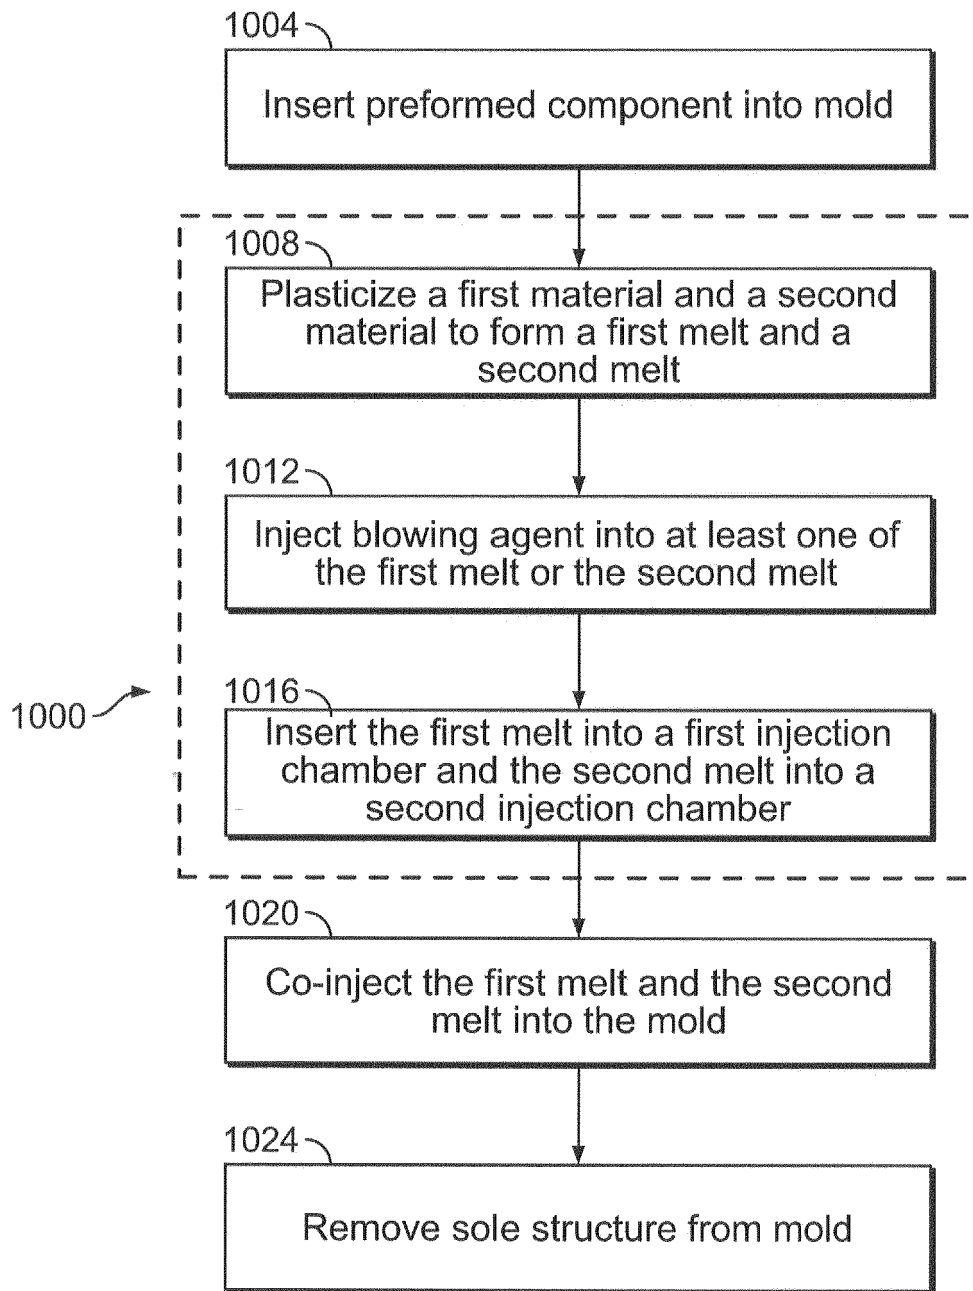 1004
Insert preformed component into mold
1008
Plasticize a first material and a second
material to form a first melt and a
second melt
1012
Inject blowing agent into at least one of
the first melt or the second melt
1000
1016
Insert the first melt into a first injection
chamber and the second melt into a
second injection chamber
1020
Co-inject the first melt and the second
melt into the mold
1024
Remove sole structure from mold